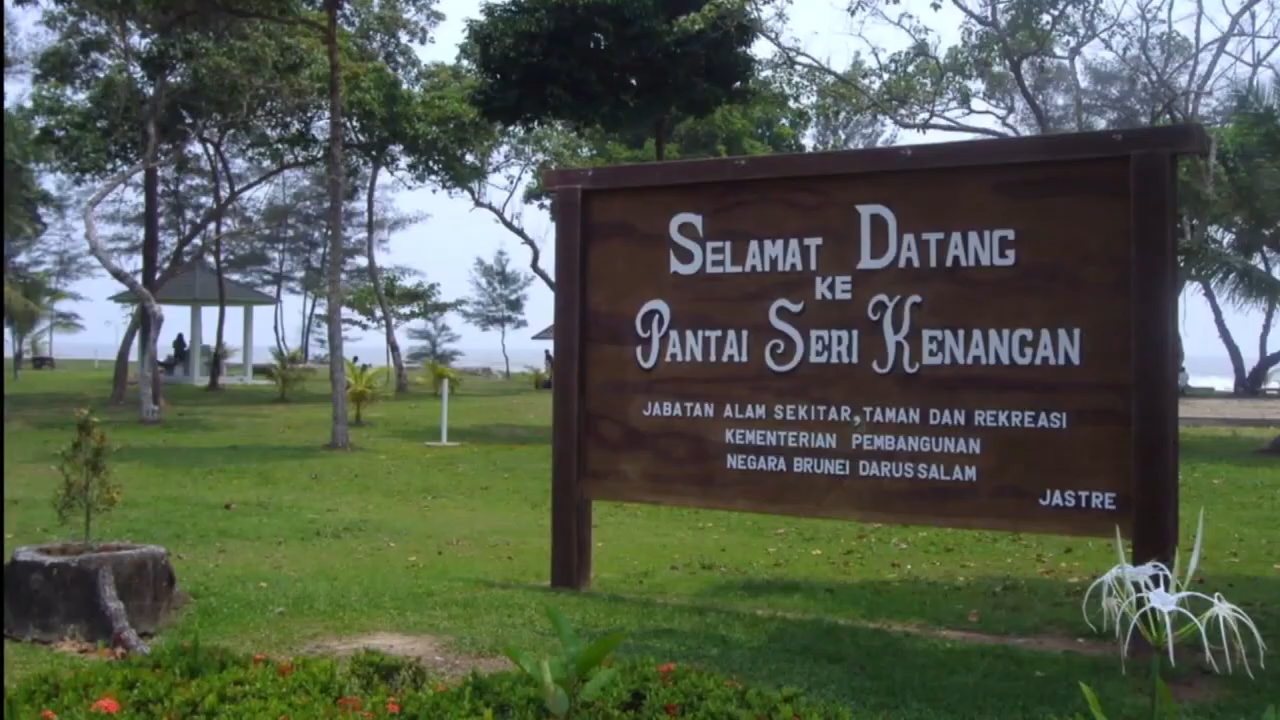 SELAMAT DATANG
KE
PANTAI SERI KENANGAN
JABATAN ALAM SEKITAR, TAMAN DAN REKREASI
KEMENTERIAN PEMBANGUNAN
NEGARA BRUNEI DARUSSALAM
JASTRE